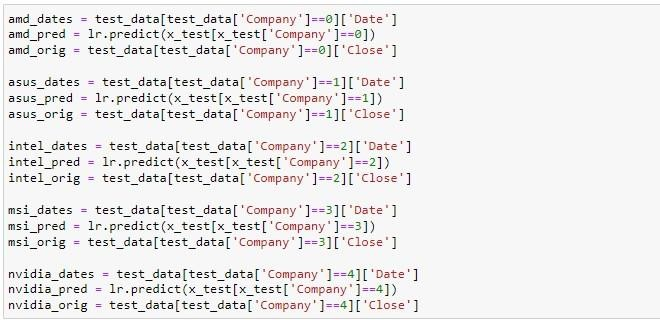 amd_dates = test_data[test_data['Company']==0]['Date']
amd_pred = lr.predict(x_test[x_test['Company']==0])
amd_orig = test_data[test_data['Company']==0]['Close']
asus_dates = test_data[test_data['Company']==1]['Date']
asus_pred = lr.predict(x_test[x_test['Company']==1])
asus_orig = test_data[test_data['Company']==1]['Close']
intel_dates = test_data[test_data['Company']==2]['Date']
intel_pred = lr.predict(x_test[x_test['Company']==2])
intel_orig = test_data[test_data['Company']==2]['Close']
msi_dates = test_data[test_data['Company']==3]['Date']
msi_pred = lr.predict(x_test[x_test['Company']==3])
msi_orig = test_data[test_data['Company']==3]['Close']
nvidia_dates = test_data[test_data['Company']==4]['Date']
nvidia_pred = lr.predict(x_test[x_test['Company']==4])
nvidia_orig = test_data[test_data['Company']==4]['Close']